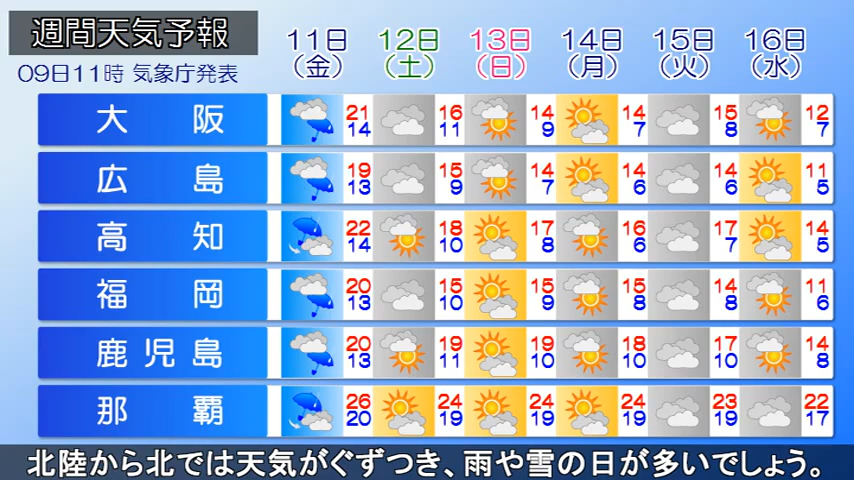 週間天気予報
09日11時 気象庁発表
11日 12日 13日 14日 15日 16日
（金） （土） （日） （月） （火） （水）
大阪 21 14 16 11 14 9 14 7 15 8 12 7
広島 19 13 15 9 14 7 14 6 14 6 11 5
高知 22 14 18 10 17 8 16 6 17 7 14 5
福岡 20 13 15 10 15 9 15 8 14 8 11 6
鹿児島 20 13 19 11 19 10 18 10 17 10 14 8
那覇 26 20 24 19 24 19 24 19 23 19 22 17
北陸から北では天気がぐずつき、雨や雪の日が多いでしょう。